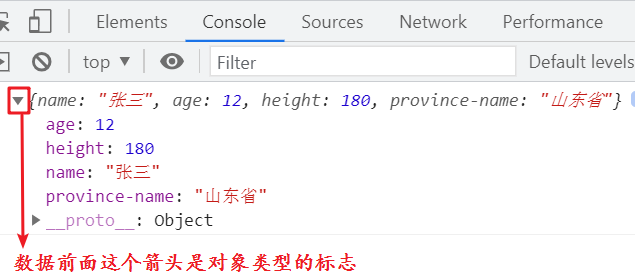 Elements Console Sources Network Performance
top Filter Default levels
{name: "张三", age: 12, height: 180, province-name: "山东省"}
age: 12
height: 180
name: "张三"
province-name: "山东省"
__proto__: Object
数据前面这个箭头是对象类型的标志